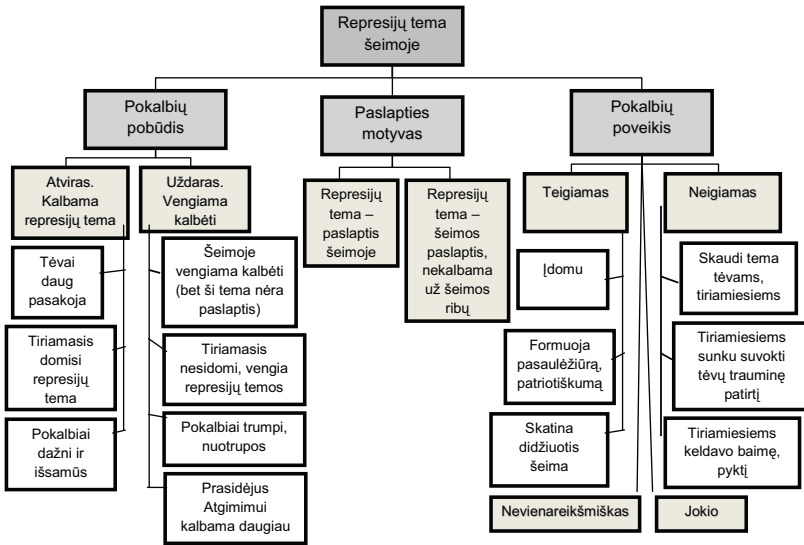 Represijų tema
šeimoje
Pokalbių
pobūdis
Paslapties
motyvas
Pokalbių
poveikis
Atviras.
Kalbama
represijų tema
Uždaras.
Vengiama
kalbėti
Represijų
tema –
paslaptis
šeimoje
Represijų
tema –
šeimos
paslaptis,
nekalbama
už šeimos
ribų
Teigiamas
Neigiamas
Tėvai
daug
pasakoja
Tiriamasis
domisi
represijų
tema
Pokalbiai
dažni ir
išsamūs
Šeimoje
vengiama kalbėti
(bet ši tema nėra
paslaptis)
Tiriamasis
nesidomi, vengia
represijų temos
Pokalbiai trumpi,
nuotrupos
Prasidėjus
Atgimimui
kalbama daugiau
Įdomu
Formuoja
pasaulėžiūrą,
patriotiškumą
Skatina
didžiuotis
šeima
Skaudi tema
tėvams,
tiriamiesiems
Tiriamiesiems
sunku suvokti
tėvų trauminę
patirtį
Tiriamiesiems
keldavo baimę,
pyktį
Nevienareikšmiškas
Jokio